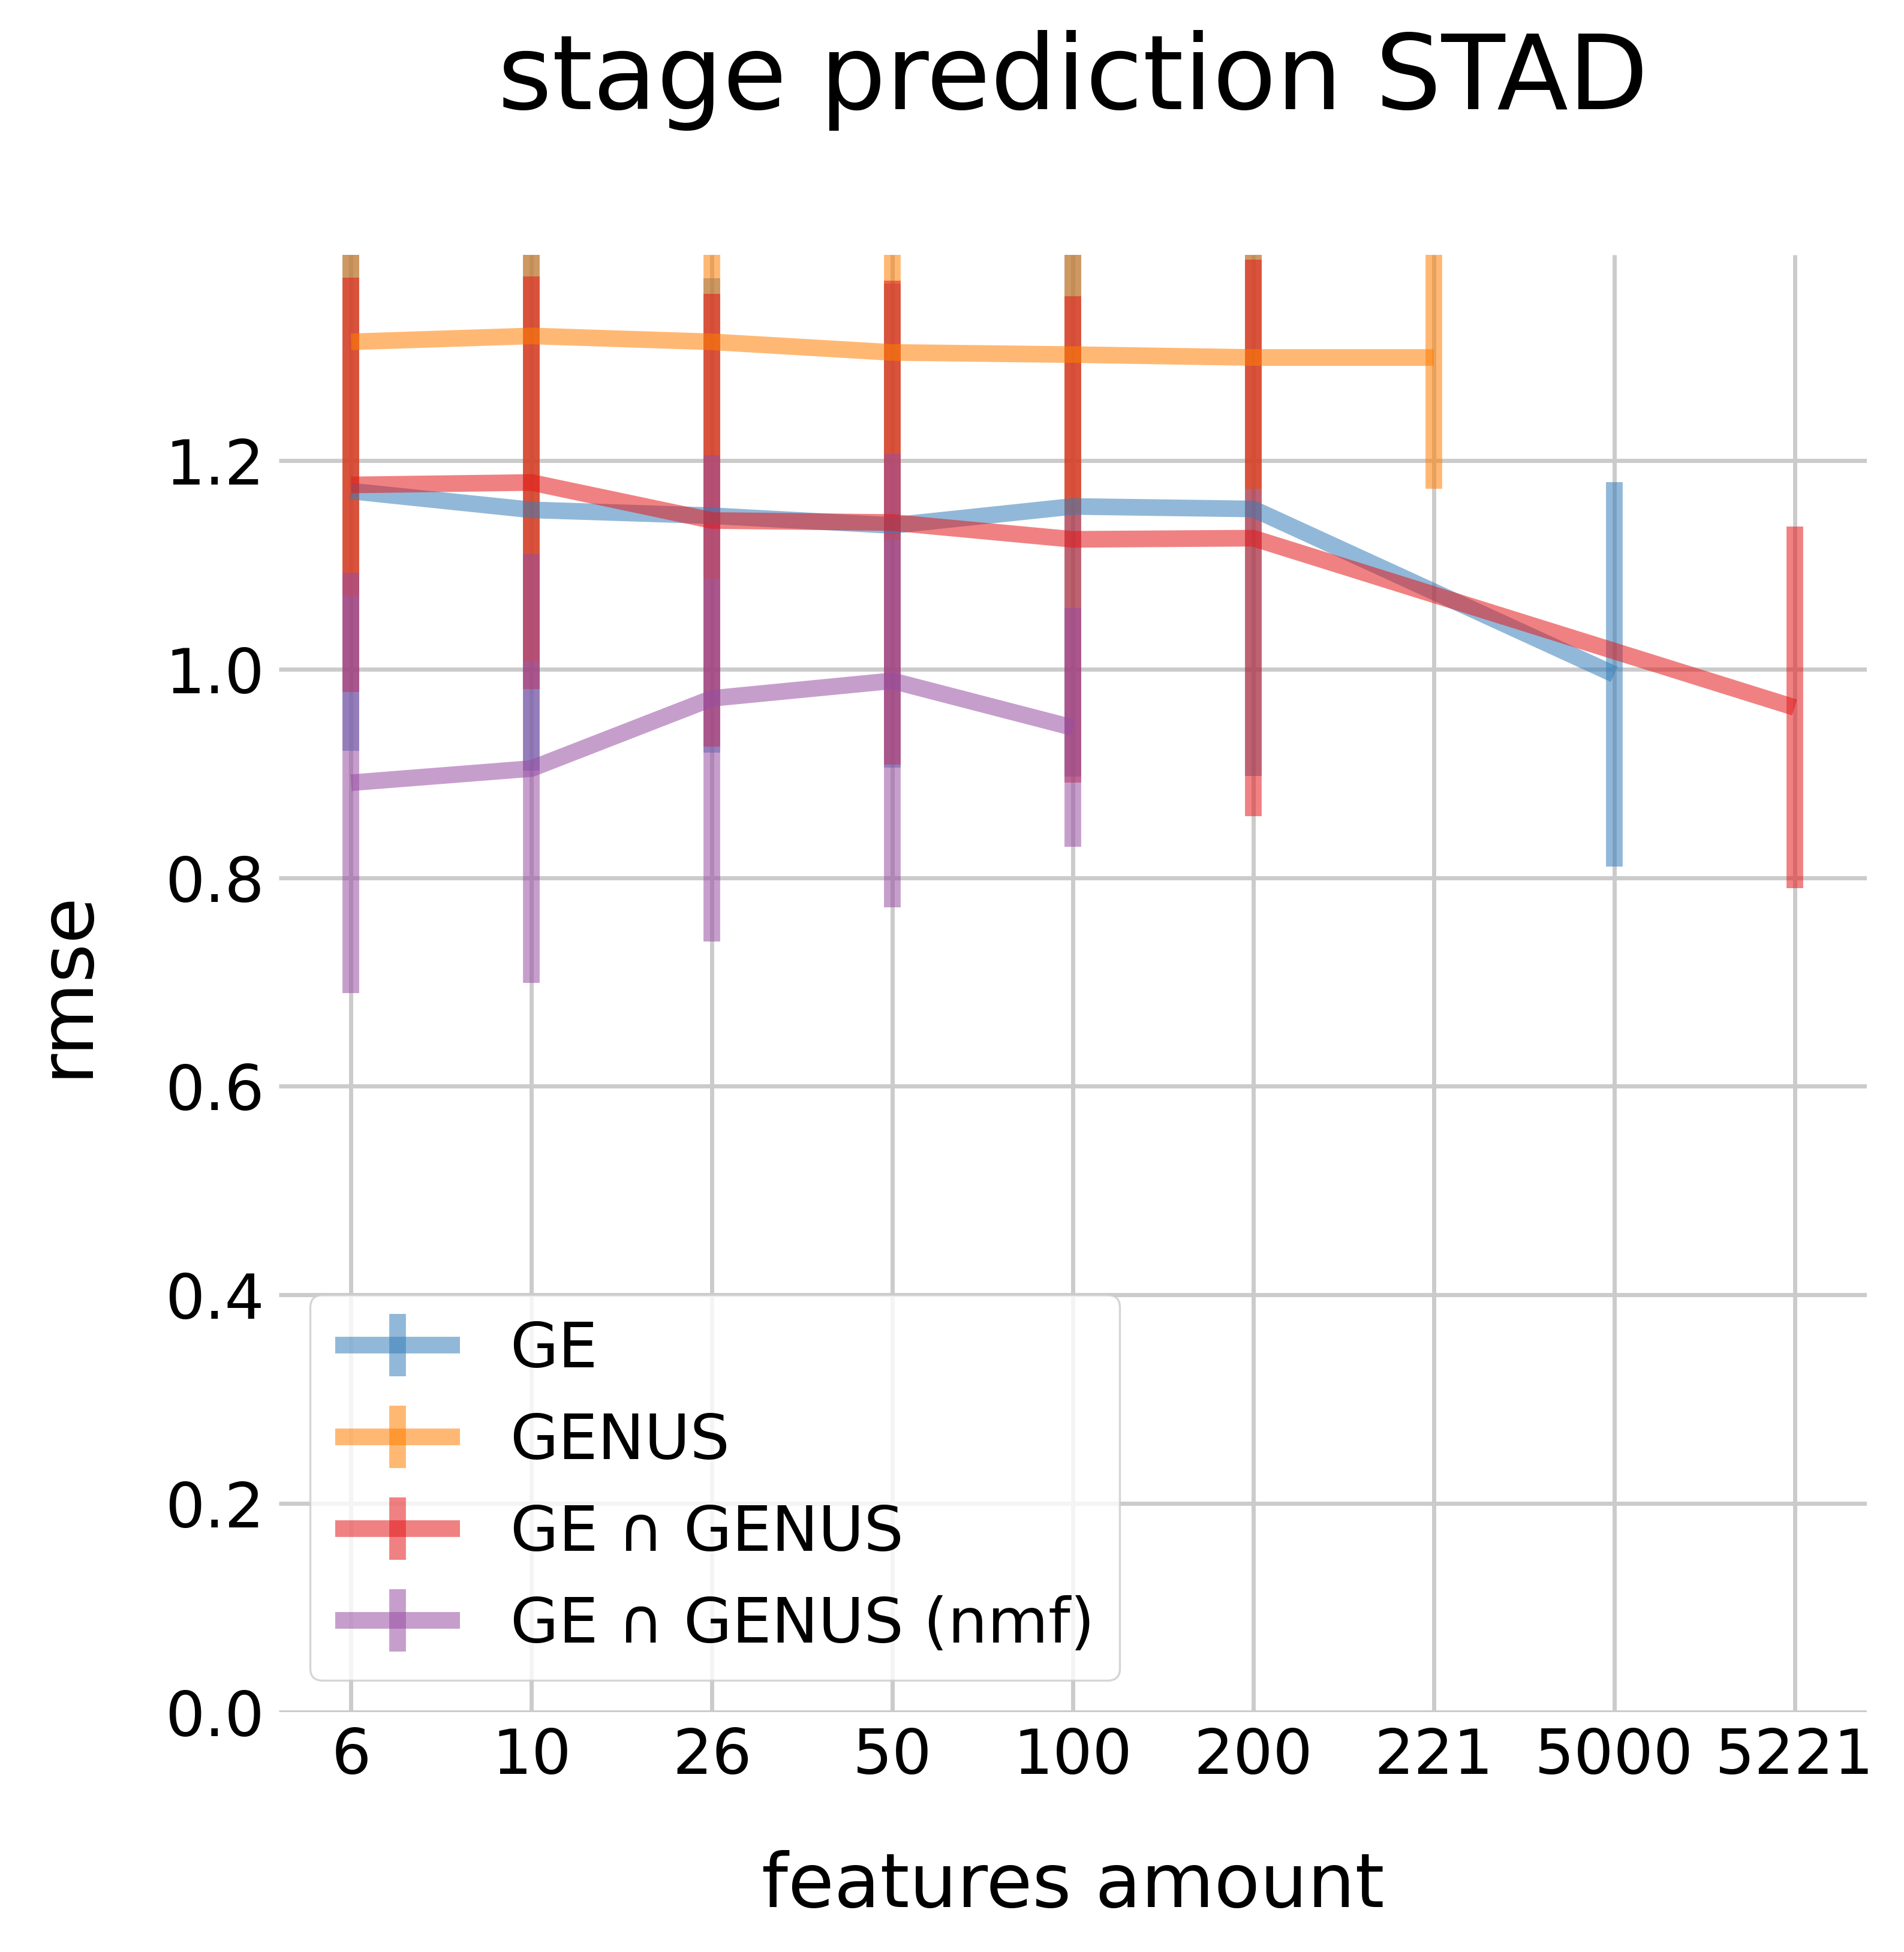 stage prediction STAD
1.2
1.0
0.8
0.6
0.4
0.2
0.0
rmse
GE
GENUS
GE ∩ GENUS
GE ∩ GENUS (nmf)
6 10 26 50 100 200 221 5000 5221
features amount